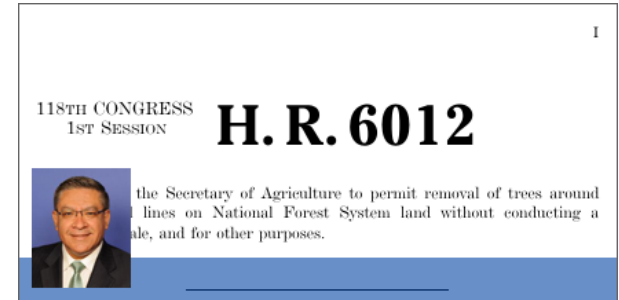 I
118TH CONGRESS
1ST SESSION
H. R. 6012
the Secretary of Agriculture to permit removal of trees around
lines on National Forest System land without conducting a
ale, and for other purposes.